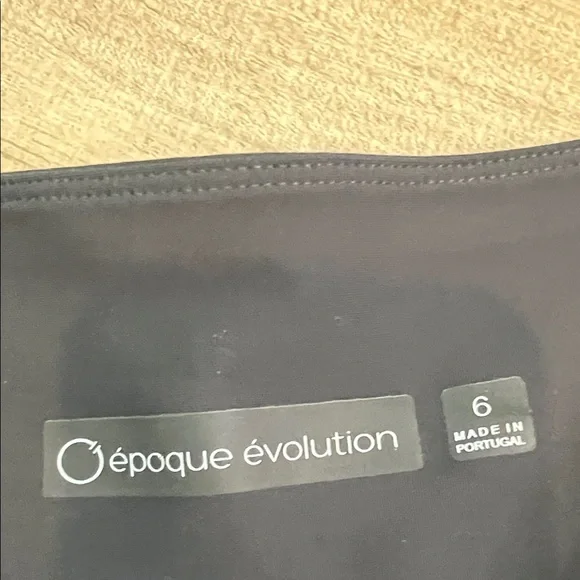 époque évolution
6
MADE IN
PORTUGAL